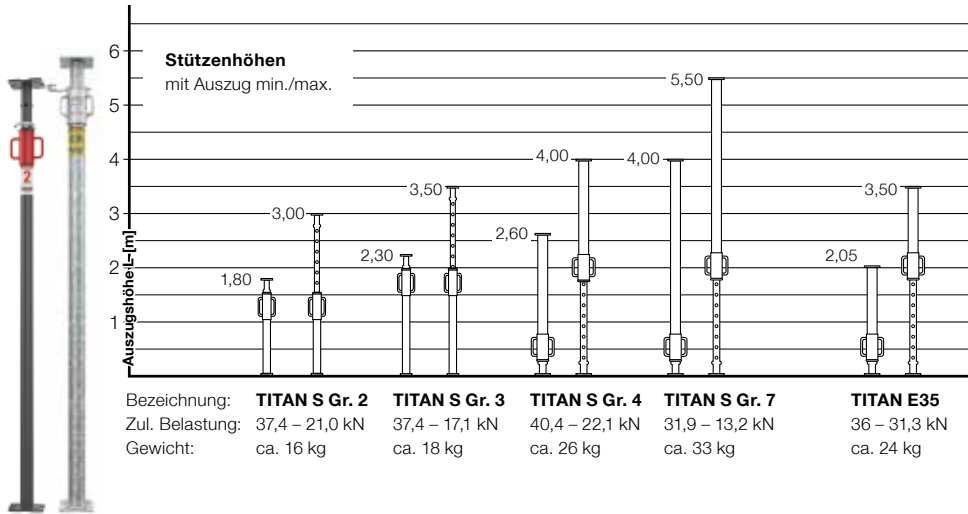 Stützenhöhen
mit Auszug min./max.
Auszugshöhe L [m]
6
5
4
3
2
1
1,80
3,00
2,30
3,50
2,60
4,00
4,00
5,50
2,05
3,50
2
Bezeichnung: TITAN S Gr. 2 TITAN S Gr. 3 TITAN S Gr. 4 TITAN S Gr. 7 TITAN E35
Zul. Belastung: 37,4 – 21,0 kN 37,4 – 17,1 kN 40,4 – 22,1 kN 31,9 – 13,2 kN 36 – 31,3 kN
Gewicht: ca. 16 kg ca. 18 kg ca. 26 kg ca. 33 kg ca. 24 kg